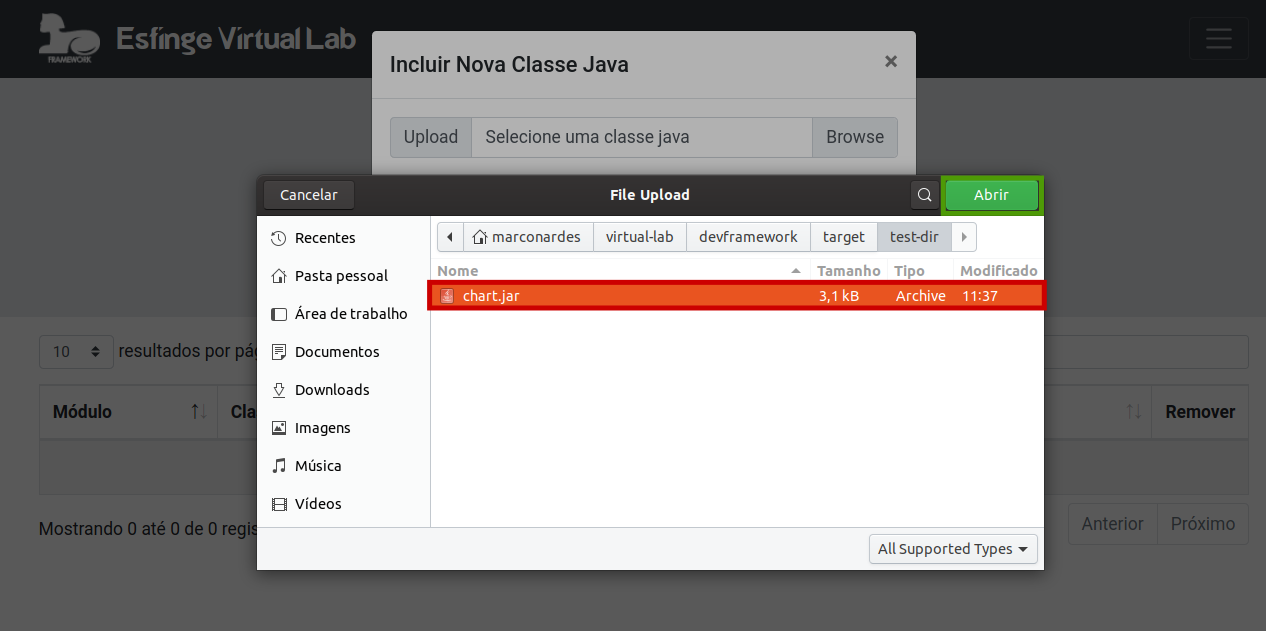 FRAMEWORK
Esfinge Virtual Lab
Incluir Nova Classe Java
×
Upload
Selecione uma classe java
Browse
Cancelar
File Upload
Abrir
Recentes
Pasta pessoal
Área de trabalho
Documentos
Downloads
Imagens
Música
Vídeos
marconardes
virtual-lab
devframework
target
test-dir
Nome
Tamanho
Tipo
Modificado
chart.jar
3,1 kB
Archive
11:37
All Supported Types
10
resultados por pág
Módulo
Cla
Remover
Mostrando 0 até 0 de 0 regis
Anterior
Próximo